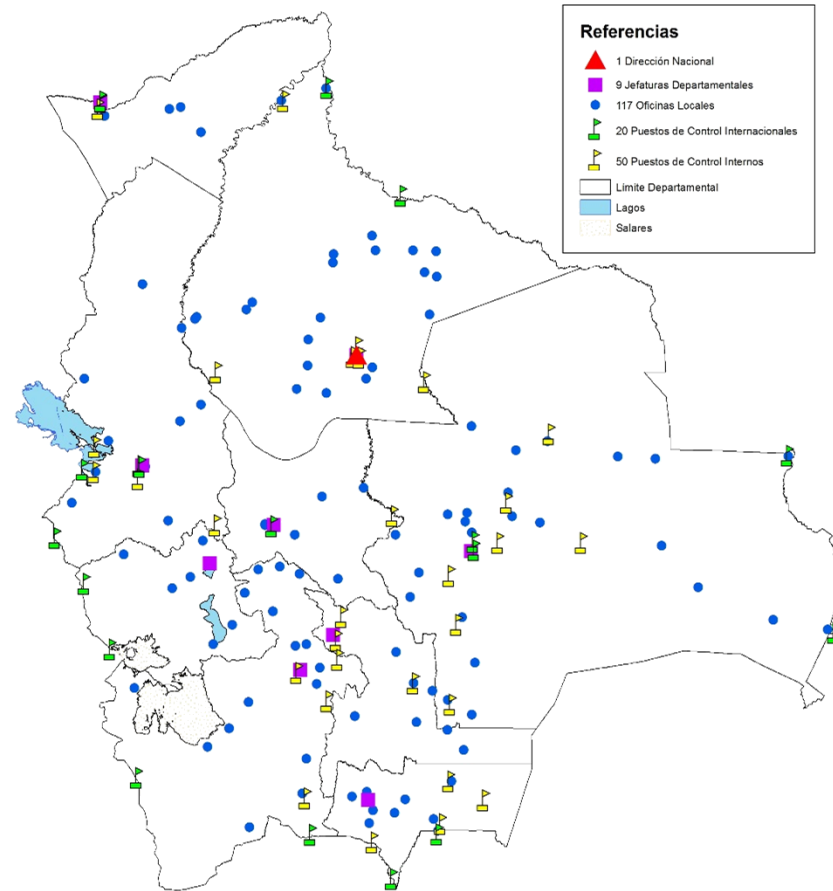 Referencias
1 Dirección Nacional
9 Jefaturas Departamentales
117 Oficinas Locales
20 Puestos de Control Internacionales
50 Puestos de Control Internos
Limite Departamental
Lagos
Salares